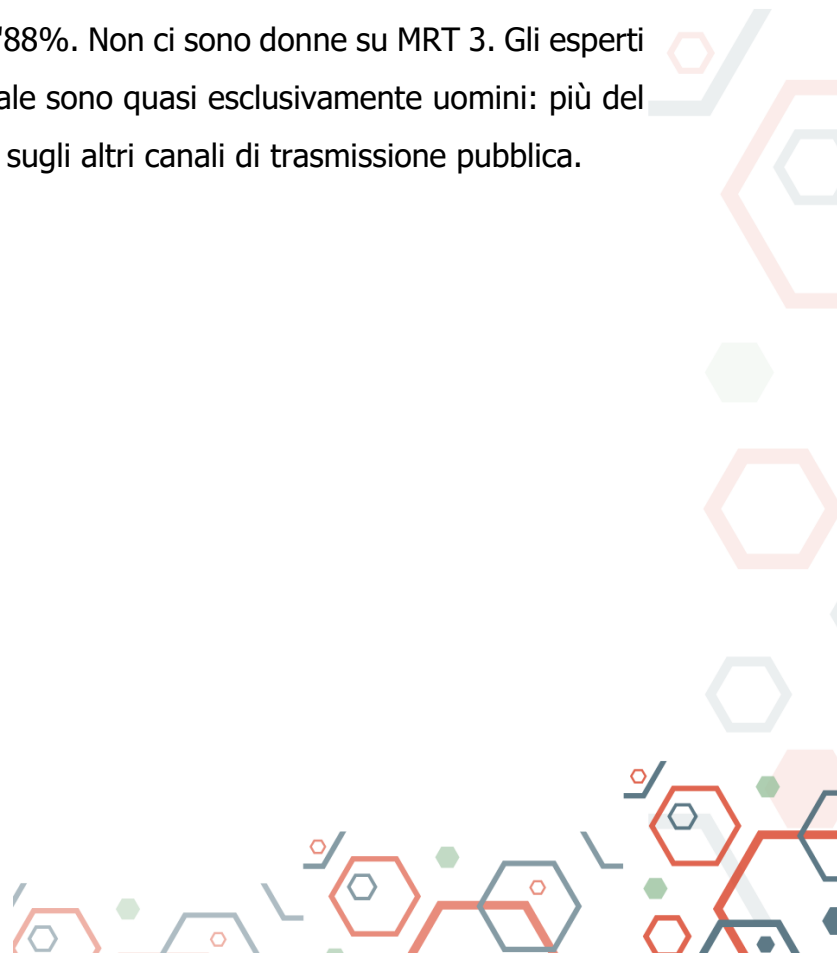 '88%. Non ci sono donne su MRT 3. Gli esperti
ale sono quasi esclusivamente uomini: più del
sugli altri canali di trasmissione pubblica.